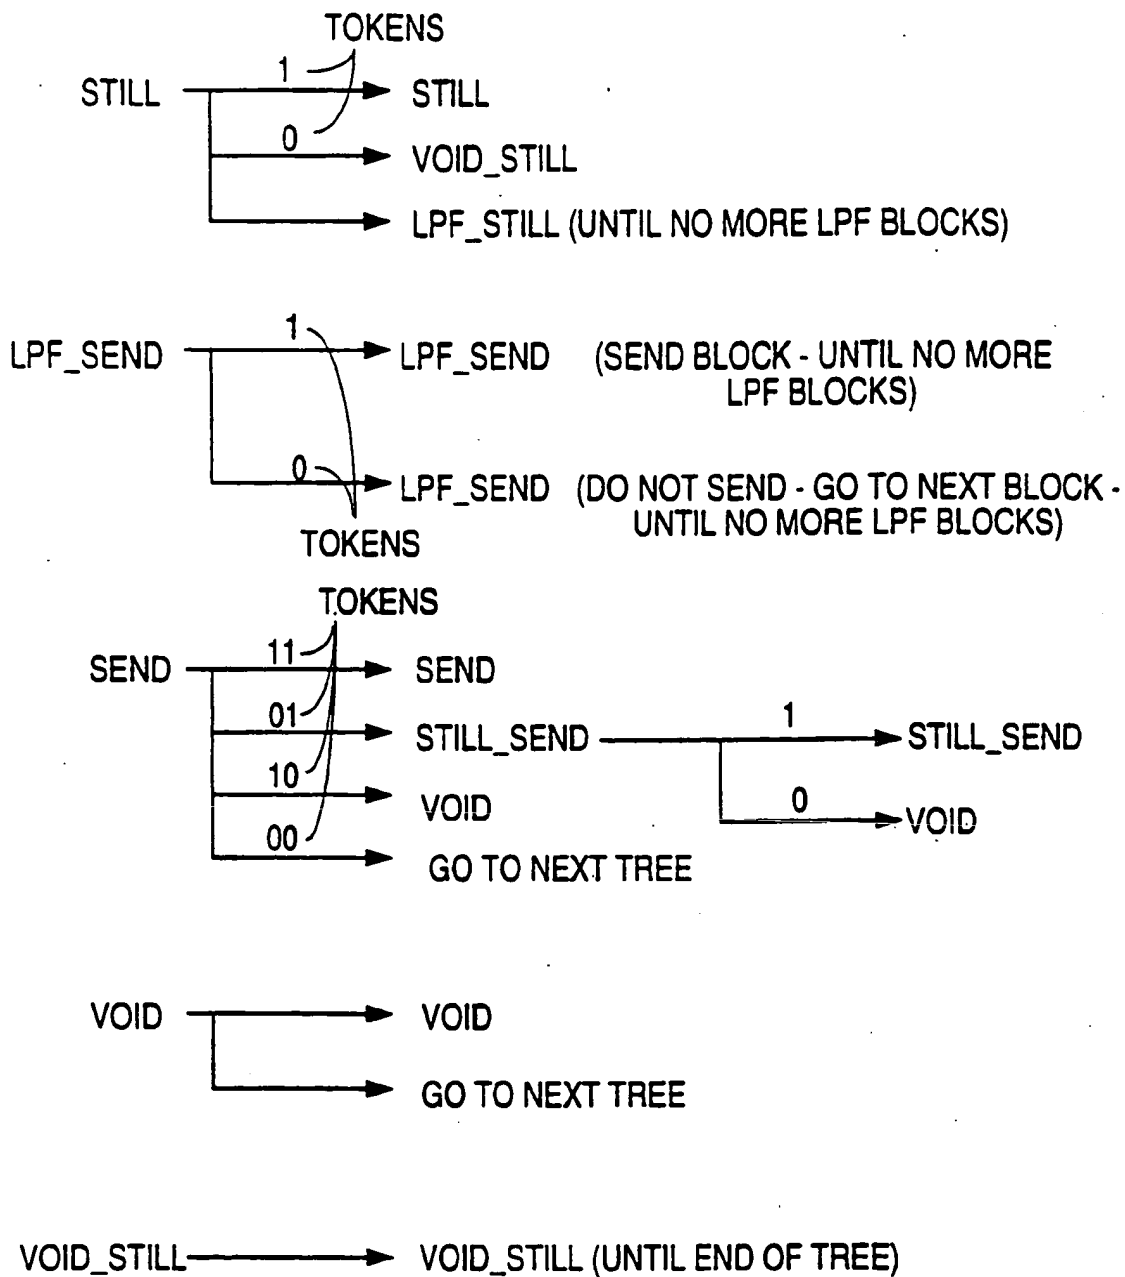 TOKENS
1
STILL
STILL
0
VOID_STILL
LPF_STILL (UNTIL NO MORE LPF BLOCKS)
1
LPF_SEND
LPF_SEND (SEND BLOCK - UNTIL NO MORE
LPF BLOCKS)
0
LPF_SEND (DO NOT SEND - GO TO NEXT BLOCK -
UNTIL NO MORE LPF BLOCKS)
TOKENS
TOKENS
11
SEND
SEND
01
STILL_SEND
1
STILL_SEND
10
VOID
0
VOID
00
GO TO NEXT TREE
VOID
VOID
GO TO NEXT TREE
VOID_STILL
VOID_STILL (UNTIL END OF TREE)